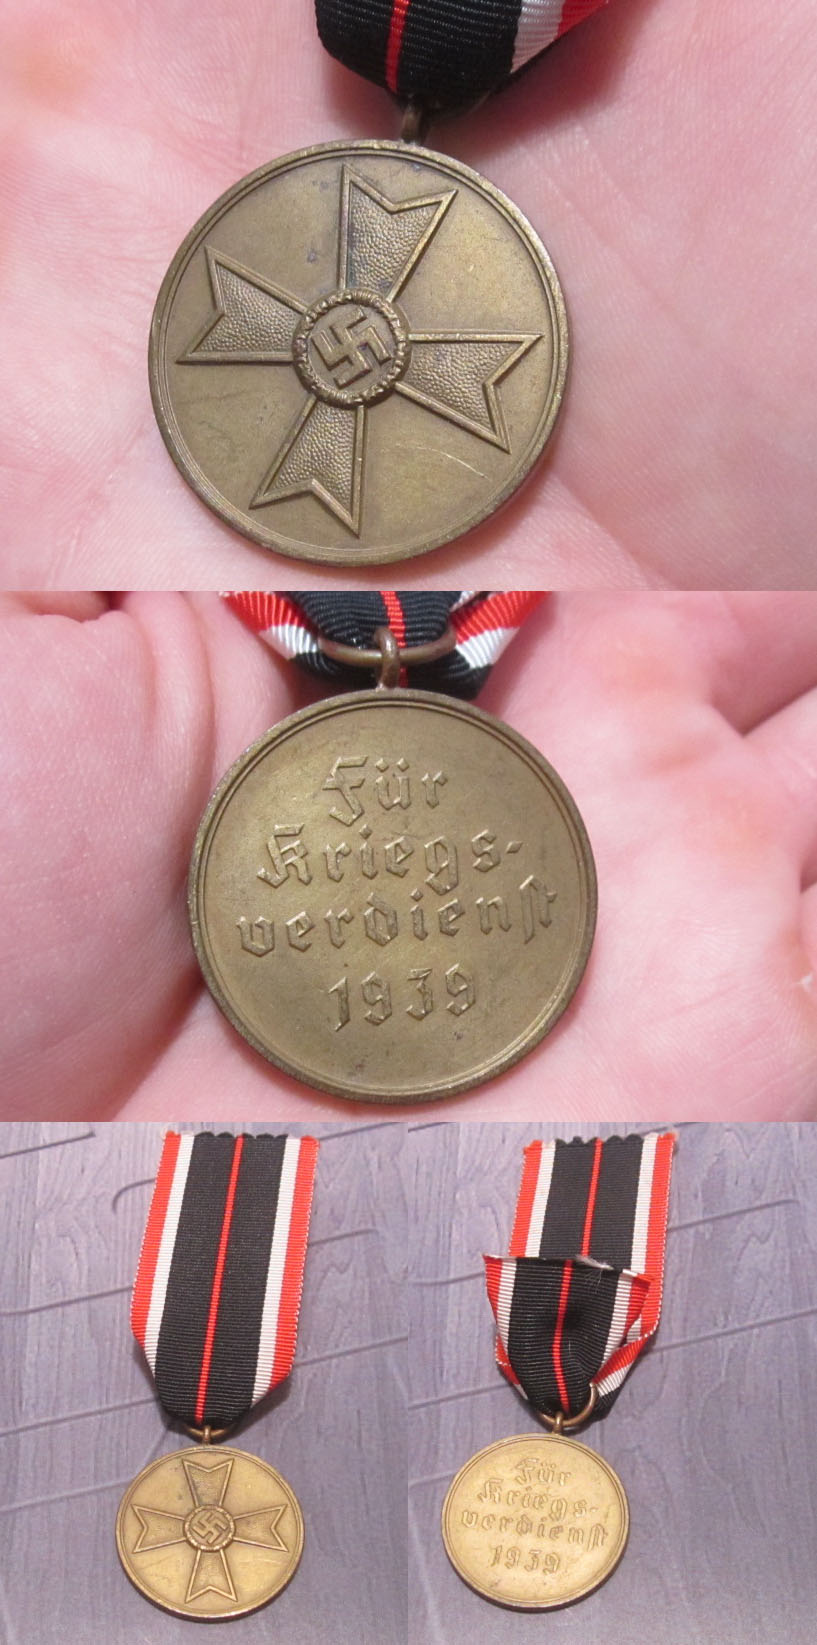 Für
Kriegs-
verdienst
1939
Für
Kriegs-
verdienst
1939